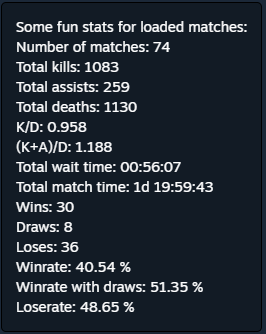 Some fun stats for loaded matches:
Number of matches: 74
Total kills: 1083
Total assists: 259
Total deaths: 1130
K/D: 0.958
(K+A)/D: 1.188
Total wait time: 00:56:07
Total match time: 1d 19:59:43
Wins: 30
Draws: 8
Loses: 36
Winrate: 40.54 %
Winrate with draws: 51.35 %
Loserate: 48.65 %